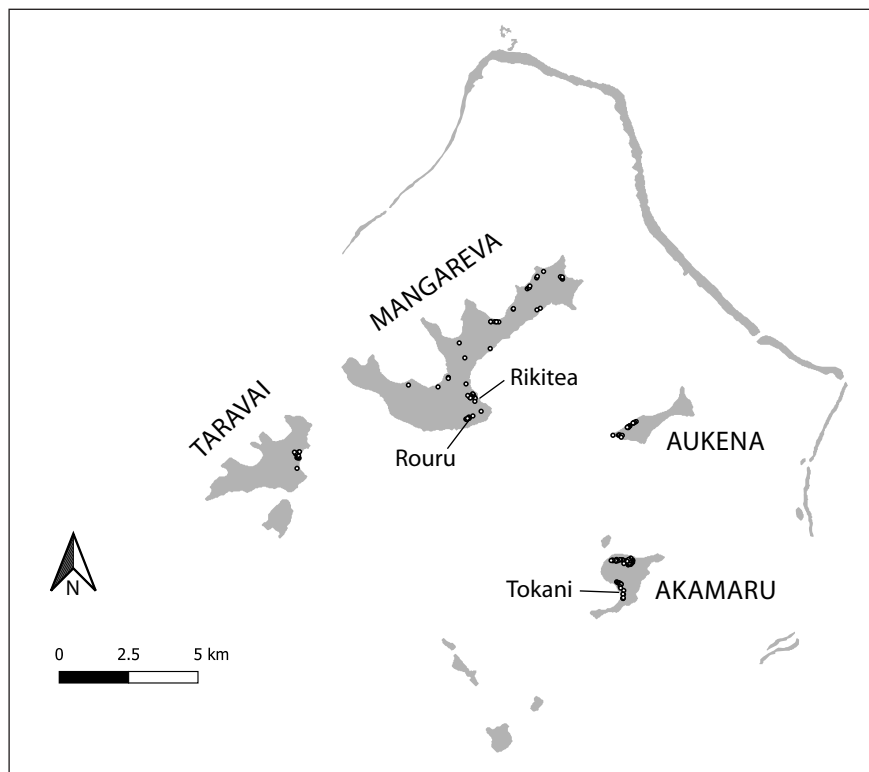 MANGAREVA
Rikitea
TARAVAI
Rouru
AUKENA
N
Tokani
AKAMARU
0 2.5 5 km